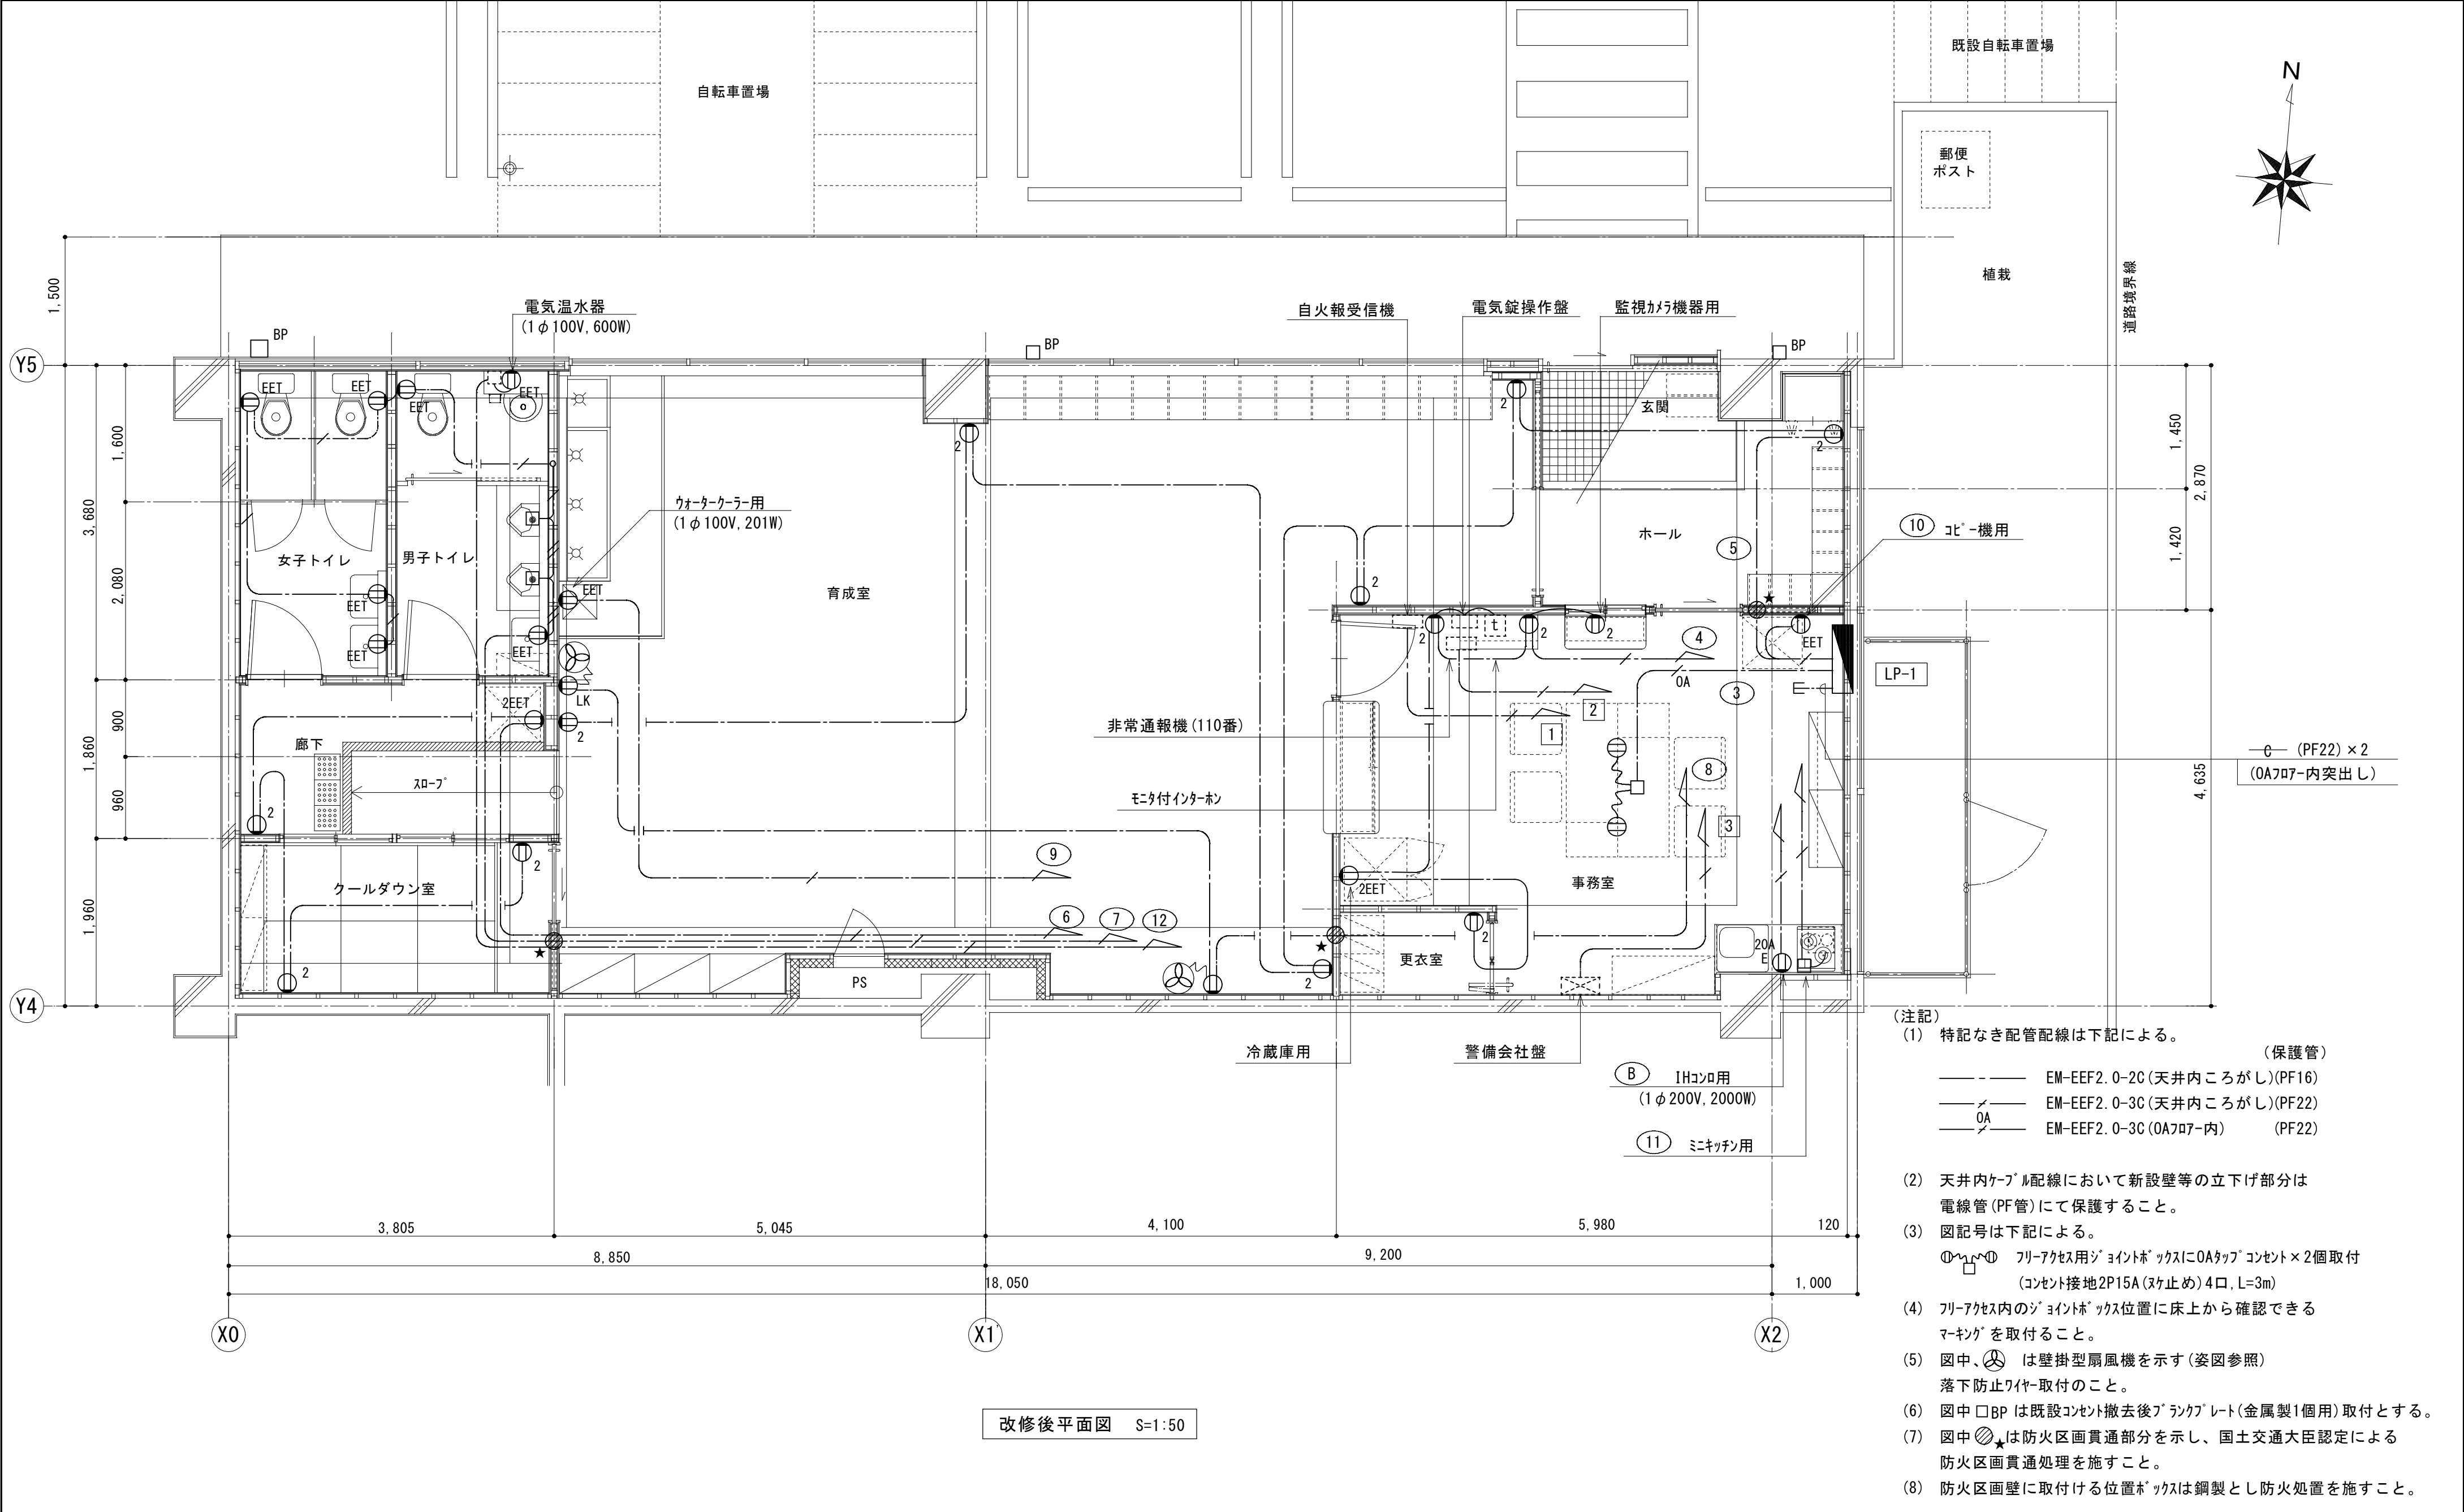 自転車置場
既設自転車置場
N
郵便
ポスト
植栽
道路境界線
1,500
電気温水器
(1φ100V,600W)
自火報受信機
電気錠操作盤
監視ｶﾒﾗ機器用
BP
BP
BP
Y5
EET
EET
EET
EET
2
2
玄関
2
1,600
3,680
2,080
1,450
2,870
1,420
ｳｫｰﾀｰｸｰﾗｰ用
(1φ100V,201W)
10
ｺﾋﾟｰ機用
ホール
5
女子トイレ
男子トイレ
育成室
EET
EET
EET
EET
2
★
2
t
2
2
4
EET
OA
3
LP-1
LK
2EET
2
2
1
非常通報機(110番)
C (PF22)×2
(OAﾌﾛｱｰ内突出し)
900
1,860
960
廊下
ｽﾛｰﾌﾟ
2
ﾓﾆﾀ付ｲﾝﾀｰﾎﾝ
8
3
4,635
9
2
クールダウン室
2EET
事務室
1,960
6
7
12
★
★
2
2
20A
E
更衣室
2
2
PS
Y4
冷蔵庫用
警備会社盤
B
IHｺﾝﾛ用
(1φ200V,2000W)
11
ﾐﾆｷｯﾁﾝ用
3,805
5,045
4,100
5,980
120
8,850
9,200
18,050
1,000
X0
X1'
X2
改修後平面図 S=1:50
(注記)
(1) 特記なき配管配線は下記による。
(保護管)
EM-EEF2.0-2C(天井内ころがし)(PF16)
EM-EEF2.0-3C(天井内ころがし)(PF22)
OA
EM-EEF2.0-3C(OAﾌﾛｱｰ内) (PF22)
(2) 天井内ｹｰﾌﾞﾙ配線において新設壁等の立下げ部分は
電線管(PF管)にて保護すること。
(3) 図記号は下記による。
ﾌﾘｰｱｸｾｽ用ｼﾞｮｲﾝﾄﾎﾞｯｸｽにOAﾀｯﾌﾟｺﾝｾﾝﾄ×2個取付
(ｺﾝｾﾝﾄ接地2P15A(ﾇｹ止め)4口,L=3m)
(4) ﾌﾘｰｱｸｾｽ内のｼﾞｮｲﾝﾄﾎﾞｯｸｽ位置に床上から確認できる
ﾏｰｷﾝｸﾞを取付ること。
(5) 図中、 は壁掛型扇風機を示す(姿図参照)
落下防止ﾜｲﾔｰ取付のこと。
(6) 図中□BP は既設ｺﾝｾﾝﾄ撤去後ﾌﾞﾗﾝｸﾌﾟﾚｰﾄ(金属製1個用)取付とする。
(7) 図中 ★は防火区画貫通部分を示し、国土交通大臣認定による
防火区画貫通処理を施すこと。
(8) 防火区画壁に取付ける位置ﾎﾞｯｸｽは鋼製とし防火処置を施すこと。